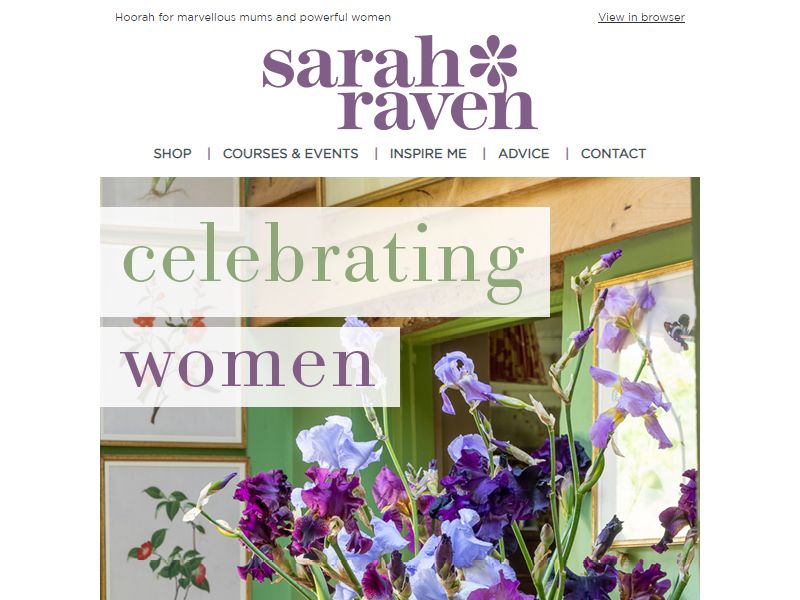 Hoorah for marvellous mums and powerful women
View in browser
sarah
raven
SHOP | COURSES & EVENTS | INSPIRE ME | ADVICE | CONTACT
celebrating
women